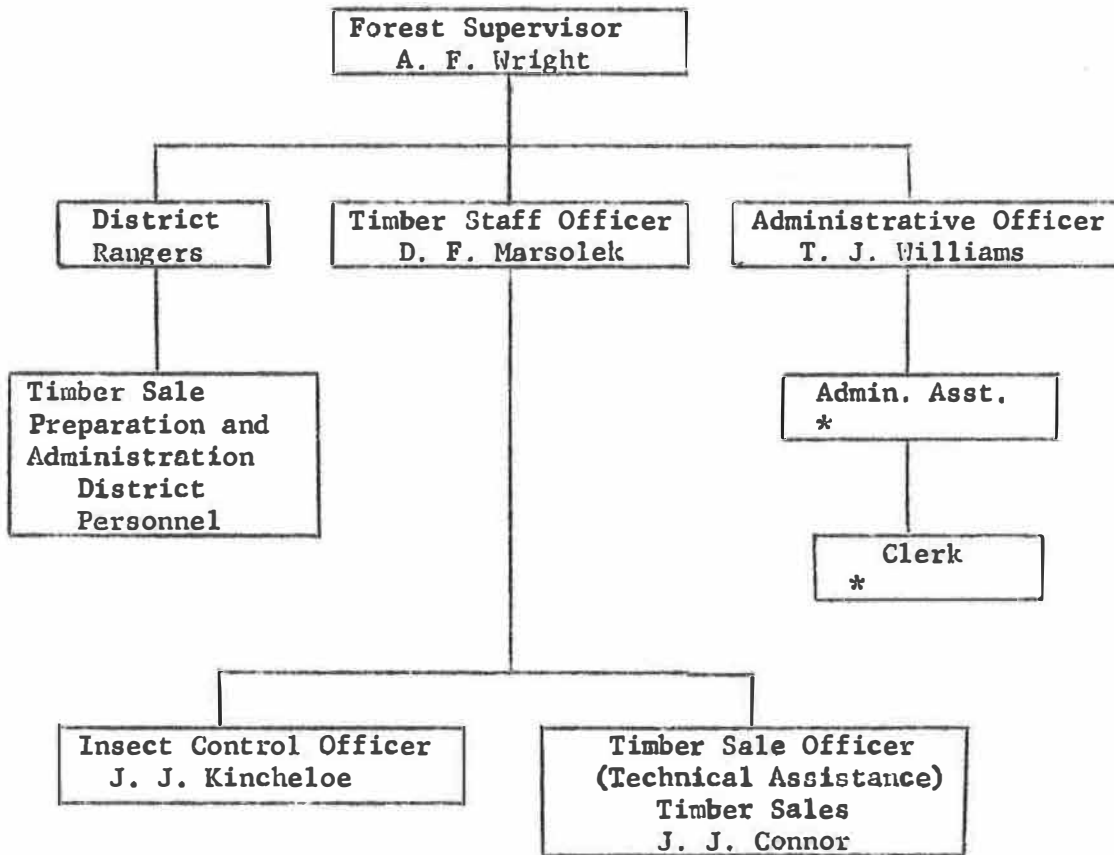 Forest Supervisor
A. F. Wright
District
Rangers
Timber Staff Officer
D. F. Marsolek
Administrative Officer
T. J. Williams
Timber Sale
Preparation and
Administration
District
Personnel
Admin. Asst.
*
Clerk
*
Insect Control Officer
J. J. Kincheloe
Timber Sale Officer
(Technical Assistance)
Timber Sales
J. J. Connor